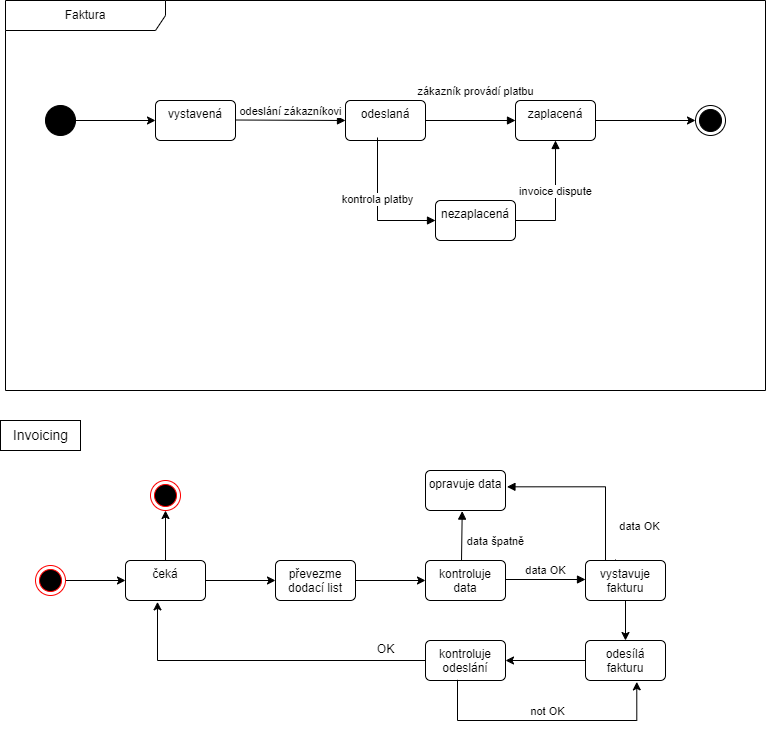 Faktura
zákazník provádí platbu
vystavená
odeslání zákazníkovi
odeslaná
zaplacená
kontrola platby
invoice dispute
nezaplacená
Invoicing
opravuje data
data OK
data špatně
čeká
převezme
dodací list
kontroluje
data
data OK
vystavuje
fakturu
OK
kontroluje
odeslání
odesílá
fakturu
not OK